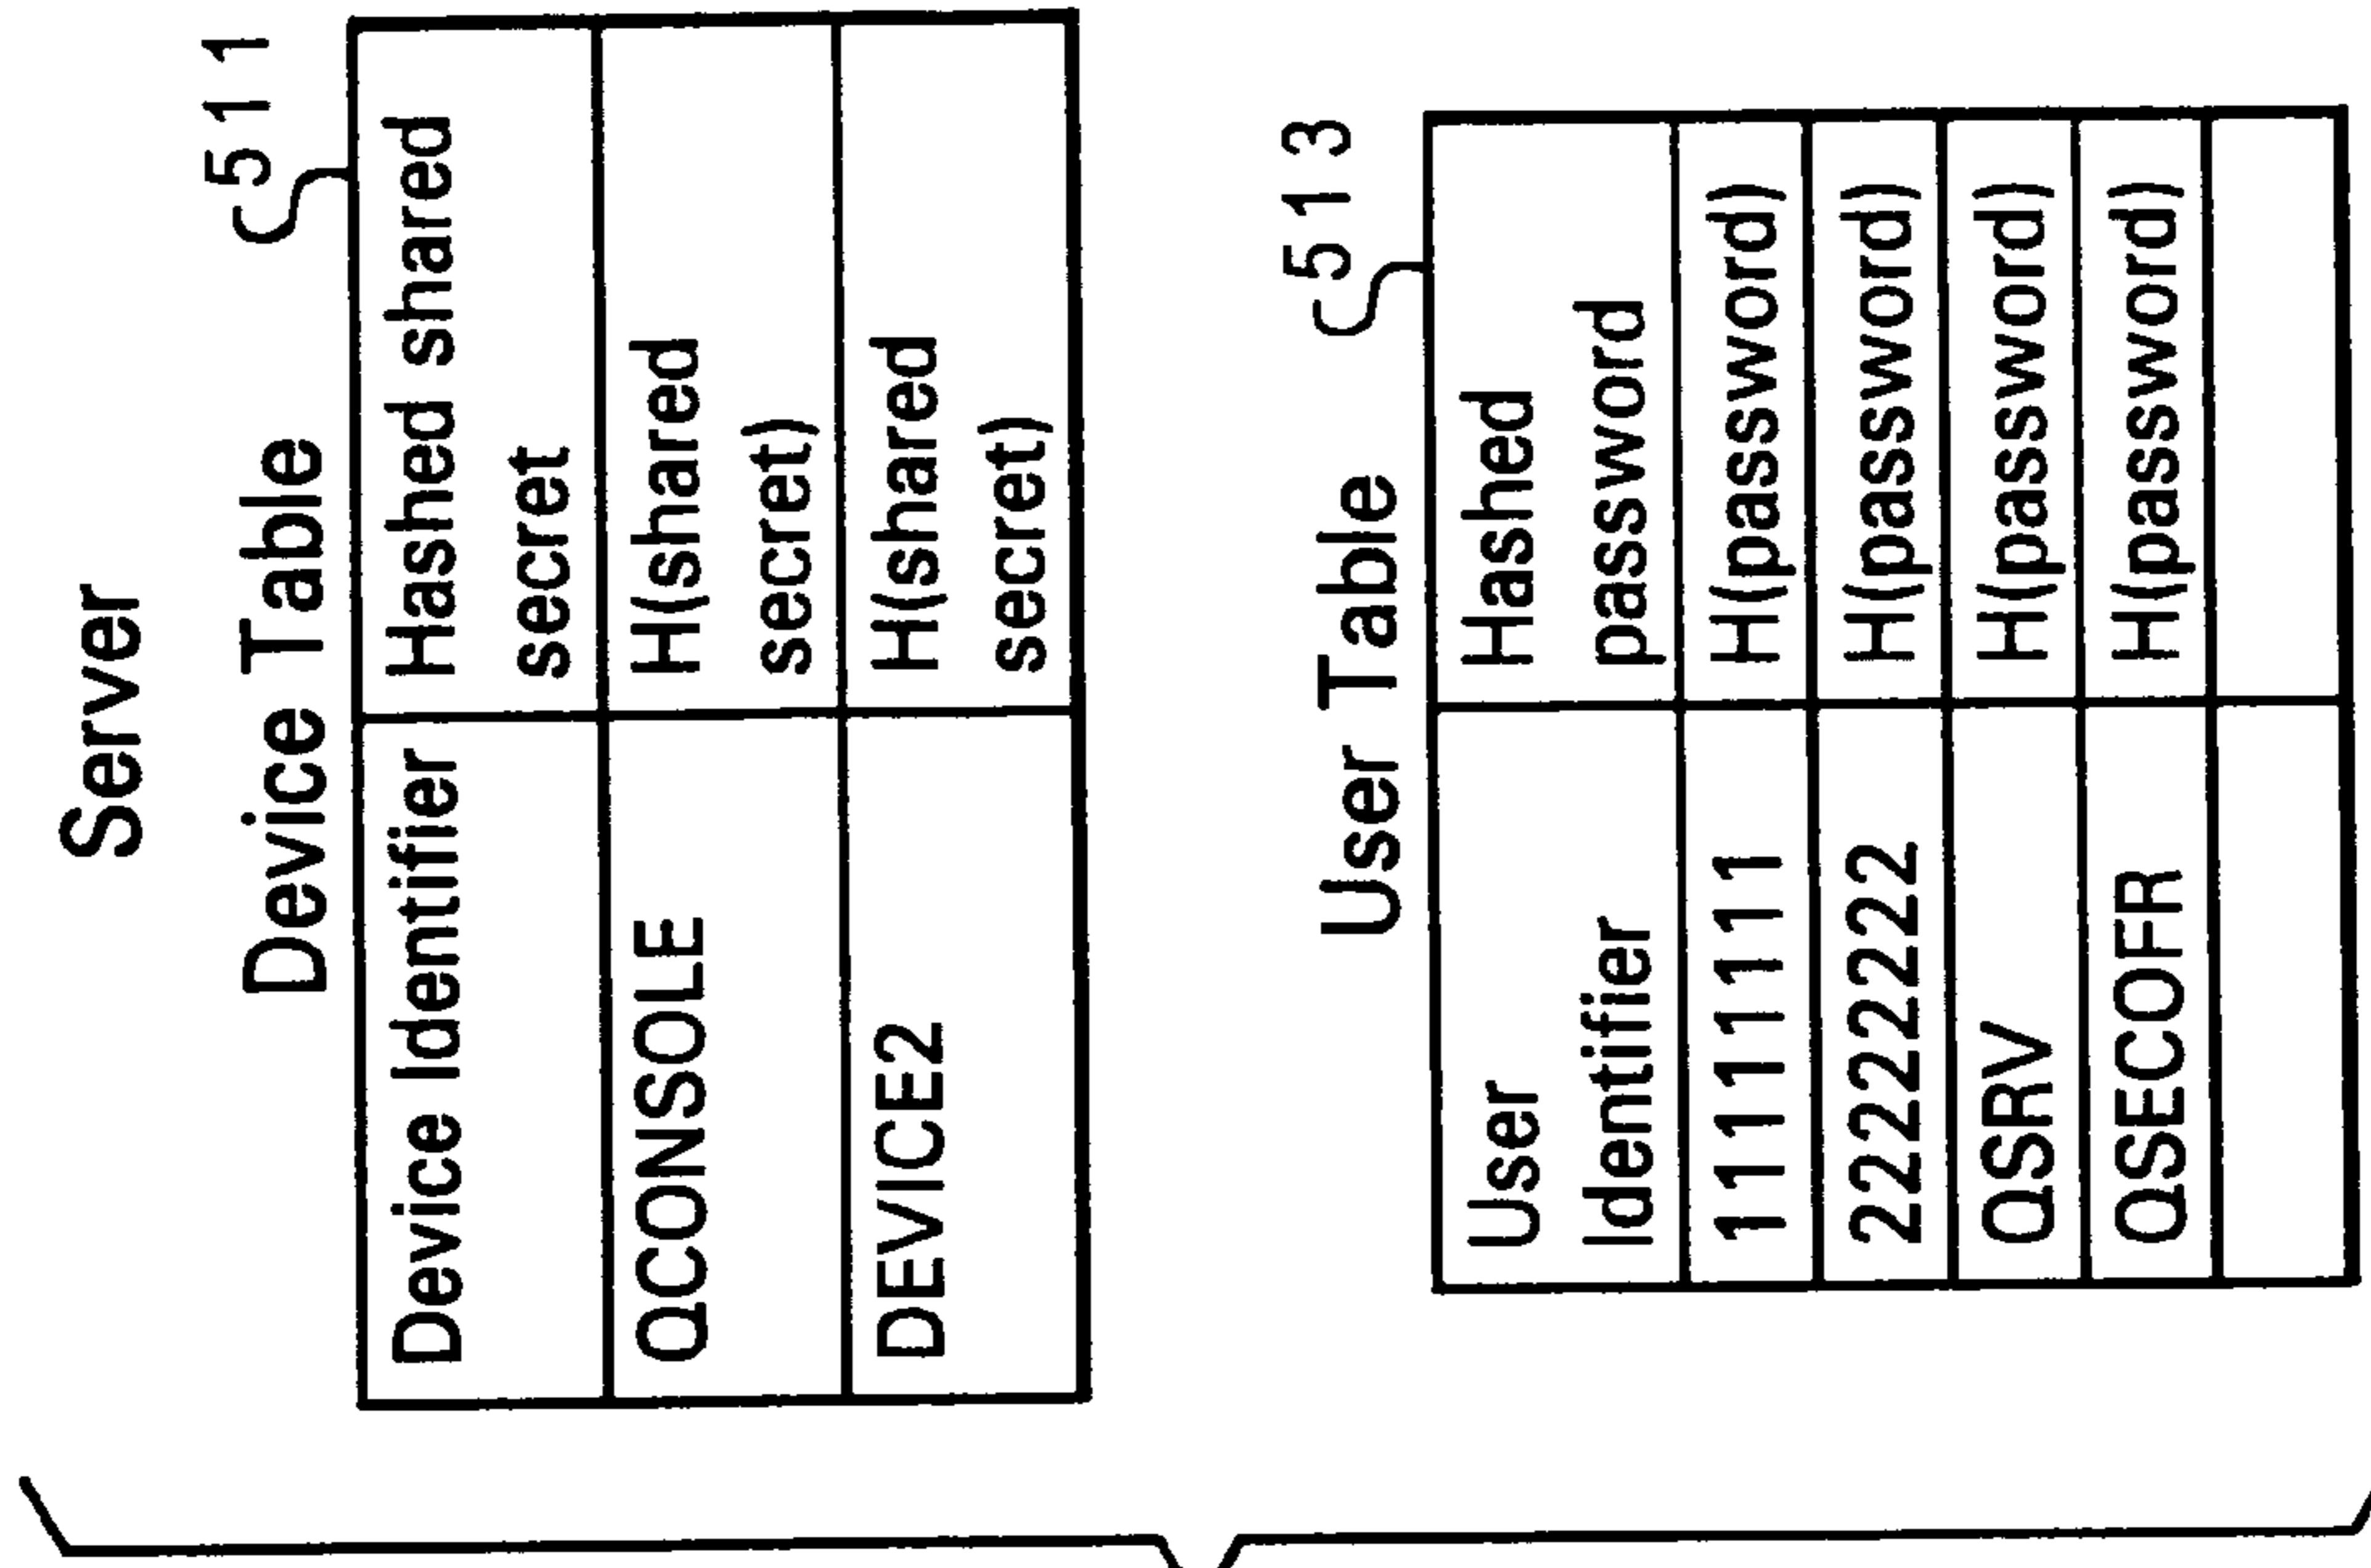 Server
Device Table
511
Device Identifier
Hashed shared
secret
QCONSOLE
H(shared
secret)
DEVICE2
H(shared
secret)
User Table
513
User
Identifier
Hashed
password
11111111
H(password)
22222222
H(password)
QSRV
H(password)
QSECOFR
H(password)